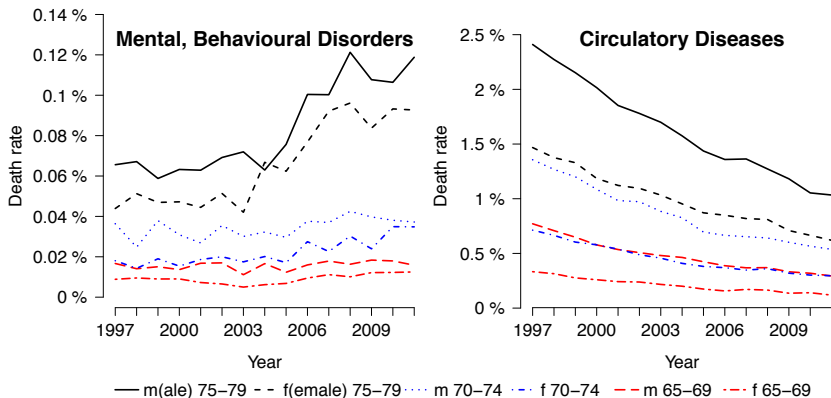 Mental, Behavioural Disorders
Death rate
0.14 %
0.12 %
0.1 %
0.08 %
0.06 %
0.04 %
0.02 %
0 %
1997 2000 2003 2006 2009
Year
Circulatory Diseases
Death rate
2.5 %
2 %
1.5 %
1 %
0.5 %
0 %
1997 2000 2003 2006 2009
Year
m(ale) 75−79 f(emale) 75−79 m 70−74 f 70−74 m 65−69 f 65−69